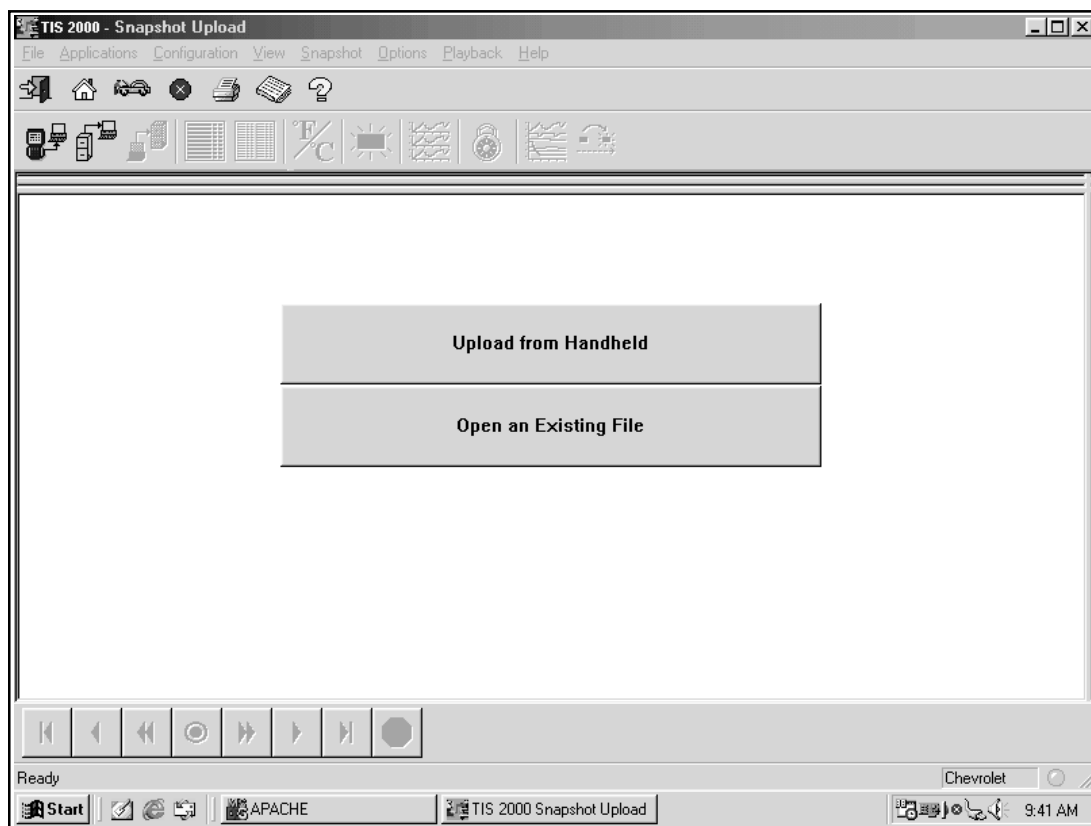 TIS 2000 - Snapshot Upload
File Applications Configuration View Snapshot Options Playback Help
°F/C
Upload from Handheld
Open an Existing File
Ready
Chevrolet
Start
APACHE
TIS 2000 Snapshot Upload
9:41 AM